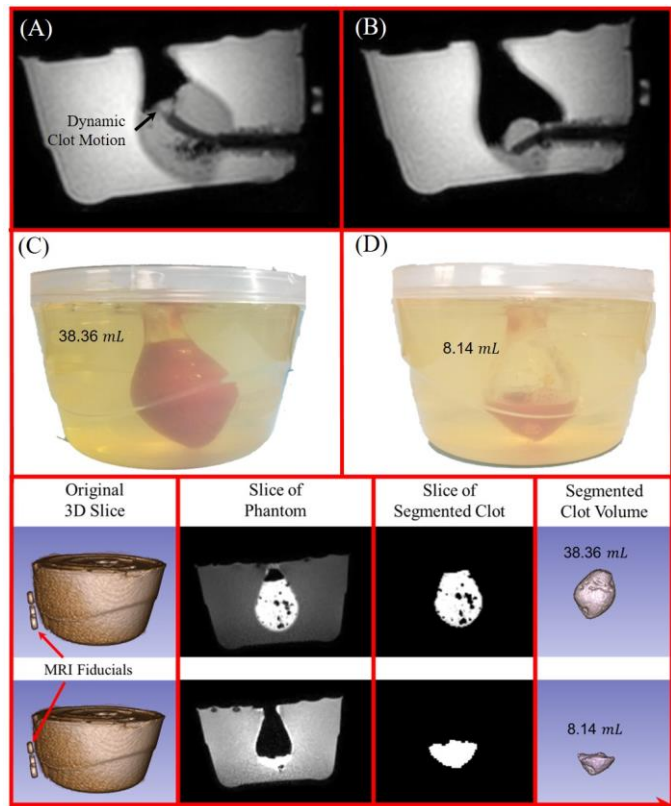 (A)
(B)
Dynamic
Clot Motion
(C)
(D)
38.36 mL
8.14 mL
Original
3D Slice
Slice of
Phantom
Slice of
Segmented Clot
Segmented
Clot Volume
38.36 mL
MRI Fiducials
8.14 mL